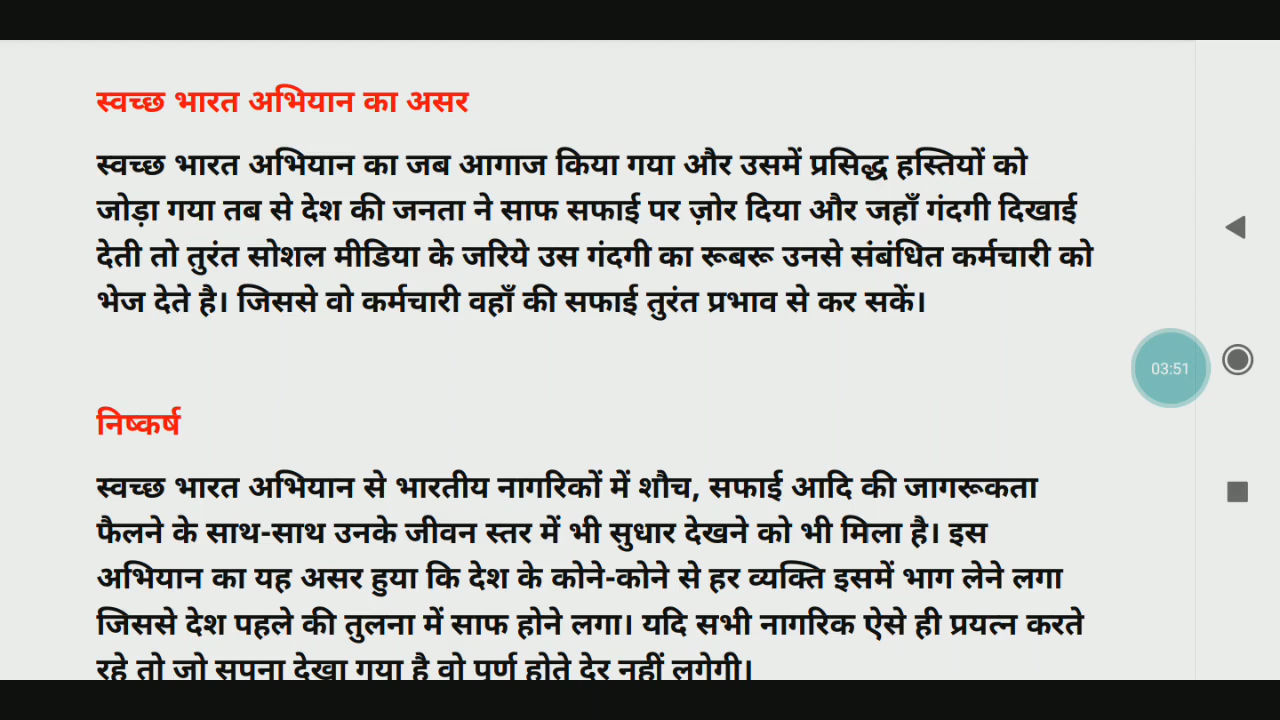 स्वच्छ भारत अभियान का असर
स्वच्छ भारत अभियान का जब आगाज किया गया और उसमें प्रसिद्ध हस्तियों को
जोड़ा गया तब से देश की जनता ने साफ सफाई पर ज़ोर दिया और जहाँ गंदगी दिखाई
देती तो तुरंत सोशल मीडिया के जरिये उस गंदगी का रूबरू उनसे संबंधित कर्मचारी को
भेज देते है। जिससे वो कर्मचारी वहाँ की सफाई तुरंत प्रभाव से कर सकें।
03:51
निष्कर्ष
स्वच्छ भारत अभियान से भारतीय नागरिकों में शौच, सफाई आदि की जागरूकता
फैलने के साथ-साथ उनके जीवन स्तर में भी सुधार देखने को भी मिला है। इस
अभियान का यह असर हुया कि देश के कोने-कोने से हर व्यक्ति इसमें भाग लेने लगा
जिससे देश पहले की तुलना में साफ होने लगा। यदि सभी नागरिक ऐसे ही प्रयत्न करते
रहे तो जो सपना देखा गया है वो पूर्ण होते देर नहीं लगेगी।